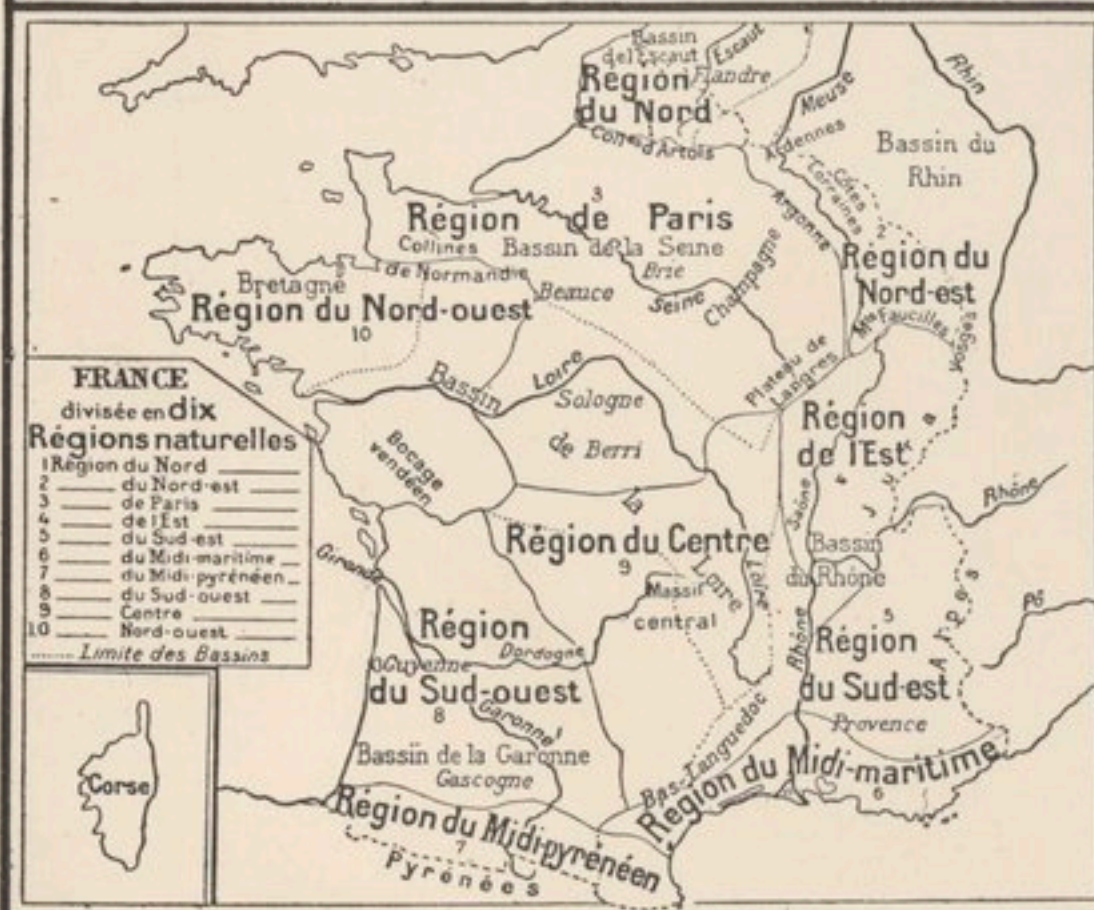 Bassin
de l'Escaut
Escaut
Flandre
Région
du Nord
Cones d'Artois
Meuse
Ardennes
Rhin
Bassin du
Rhin
Côtes
Lorraines
Argonne
2
Région du
Nord-est
Mts Faucilles
Vosges
3
Région de Paris
Collines
de Normandie
Bassin de la Seine
Brie
Seine
Champagne
Beauce
Bretagne
Région du Nord-ouest
10
Plateau de
Langres
Bassin
Loire
Sologne
de Berri
Bocage
vendéen
la
Loire
Région
de l'Est
Jura
Saône
Rhône
Bassin
du Rhône
Région du Centre
9
Massif
central
Loire
Gironde
Région
du Sud-ouest
8
Dordogne
Guyenne
Garonne
Bassin de la Garonne
Gascogne
Rhône
5
Région
du Sud-est
Alpes
Pô
Provence
Bas-Languedoc
Région du Midi-maritime
6
Région du Midi-pyrénéen
7
Pyrénées
FRANCE
divisée en dix
Régions naturelles
1 Région du Nord
2 du Nord-est
3 de Paris
4 de l'Est
5 du Sud-est
6 du Midi-maritime
7 du Midi-pyrénéen
8 du Sud-ouest
9 Centre
10 Nord-ouest
Limite des Bassins
Corse